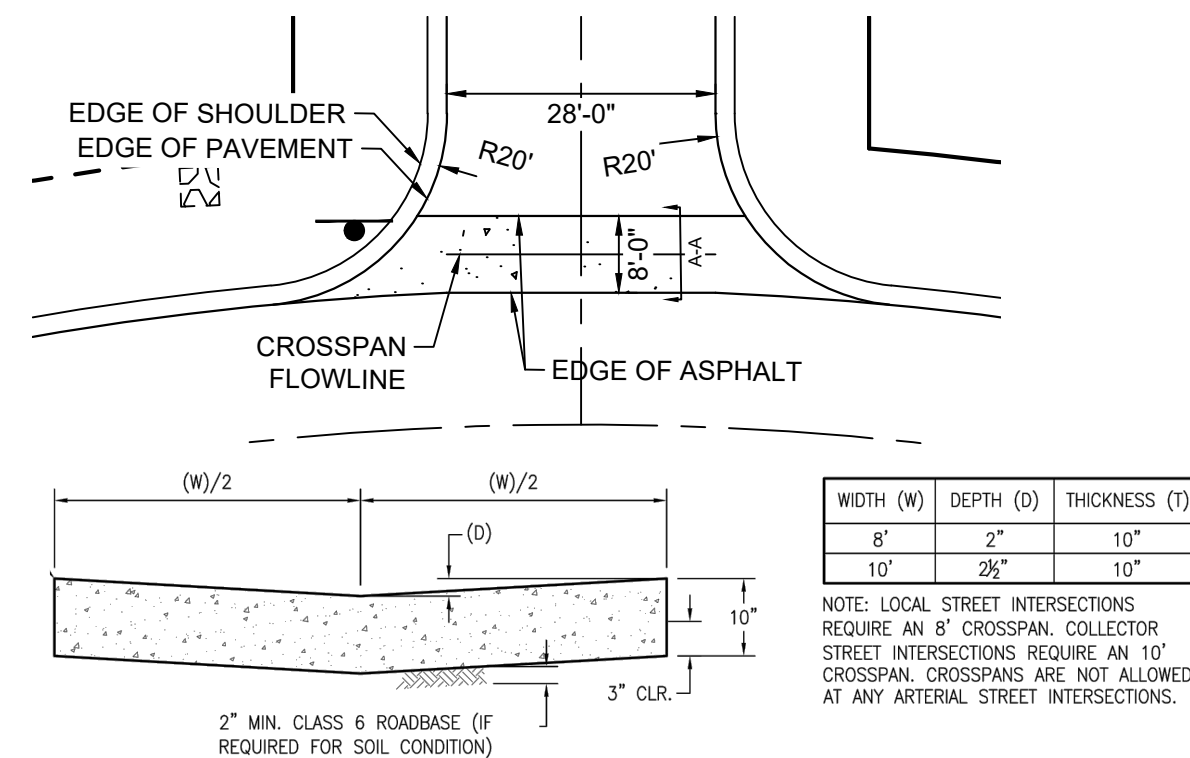 28'-0"
EDGE OF SHOULDER
EDGE OF PAVEMENT
R20'
R20'
8'-0"
A-A
CROSSPAN
FLOWLINE
EDGE OF ASPHALT
(W)/2
(W)/2
(D)
10"
3" CLR.
2" MIN. CLASS 6 ROADBASE (IF
REQUIRED FOR SOIL CONDITION)
WIDTH (W) DEPTH (D) THICKNESS (T)
8' 2" 10"
10' 2½" 10"
NOTE: LOCAL STREET INTERSECTIONS
REQUIRE AN 8' CROSSPAN. COLLECTOR
STREET INTERSECTIONS REQUIRE AN 10'
CROSSPAN. CROSSPANS ARE NOT ALLOWED
AT ANY ARTERIAL STREET INTERSECTIONS.